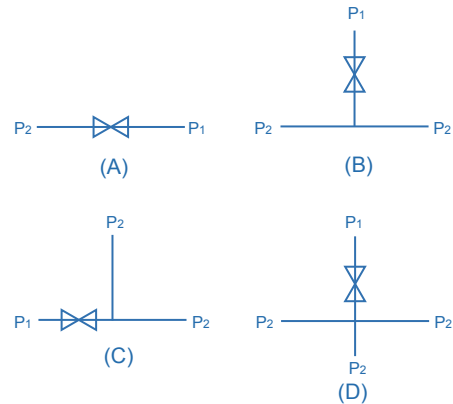 P₂ P₁
(A)
P₁
P₂ P₂
(B)
P₂
P₁ P₂
(C)
P₁
P₂ P₂
P₂
(D)